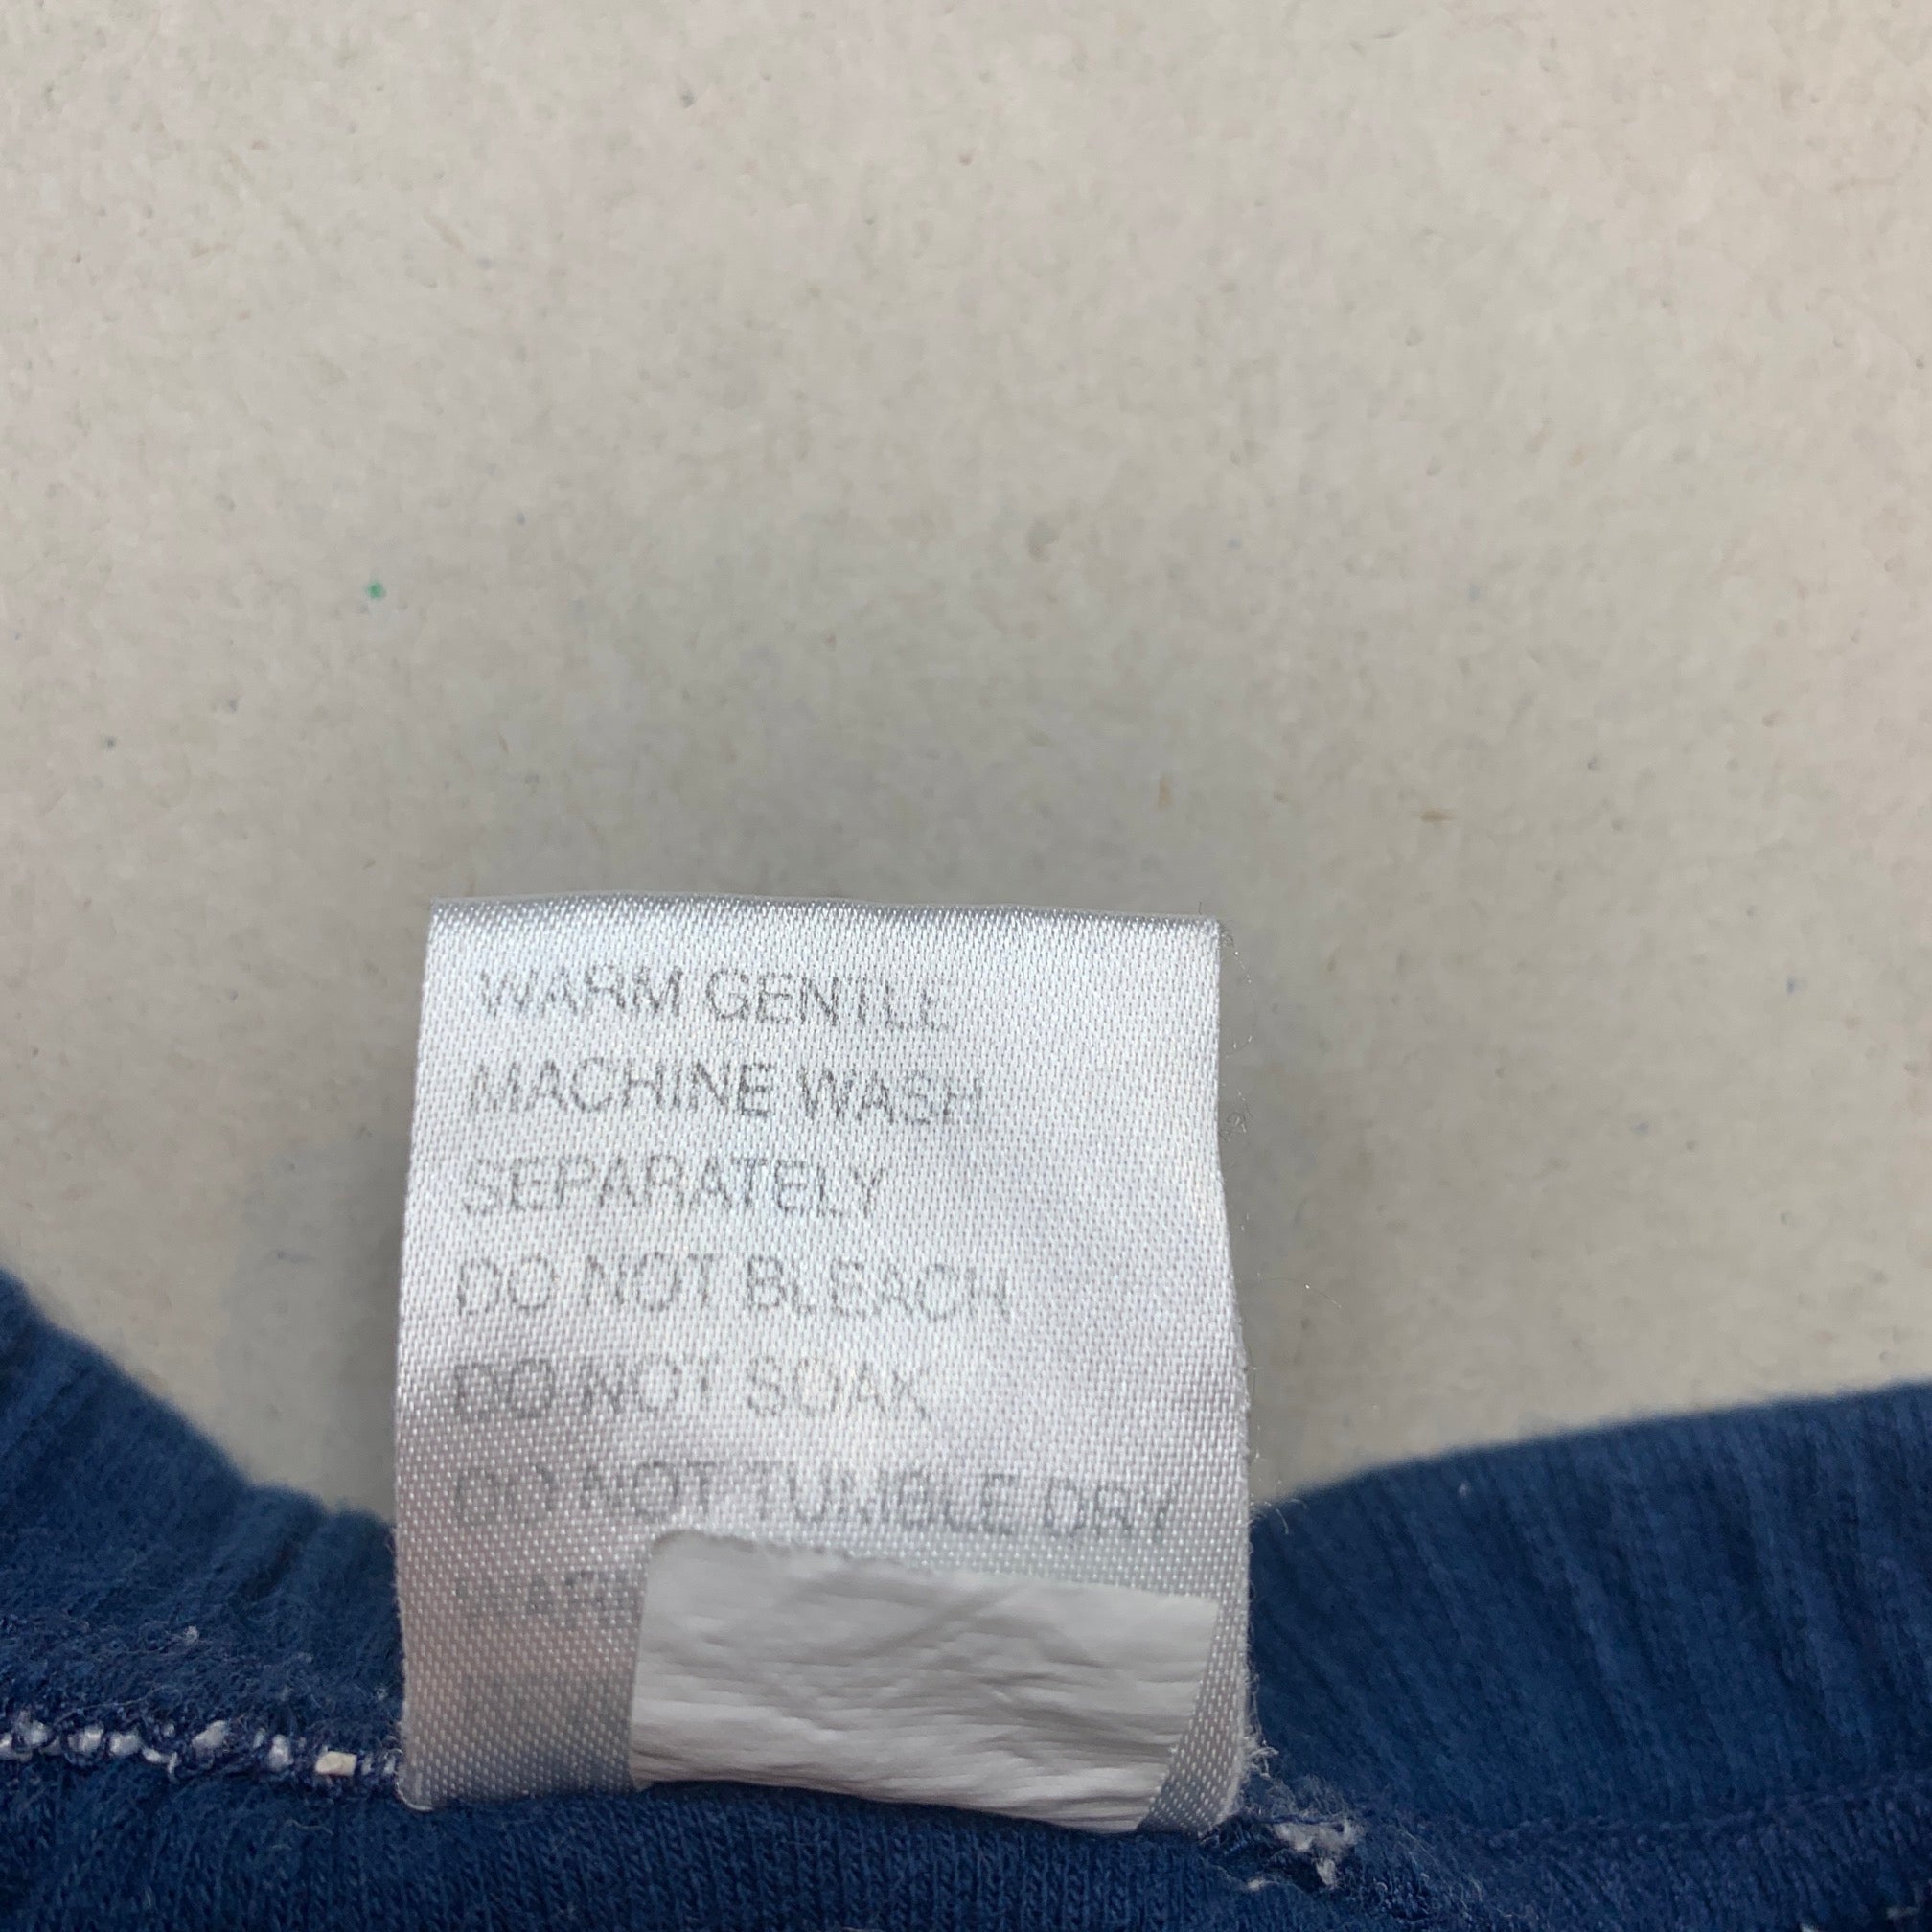 WARM GENTLE
MACHINE WASH
SEPARATELY
DO NOT BLEACH
DO NOT SOAK
DO NOT TUMBLE DRY